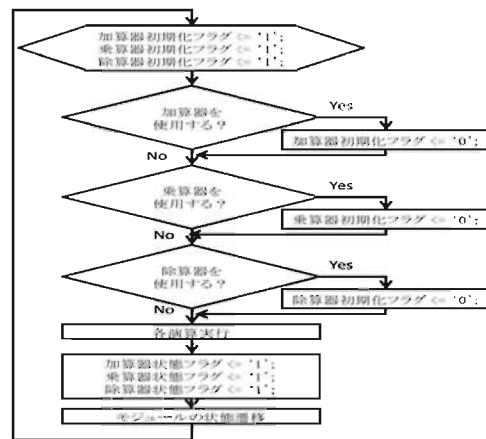 加算器初期化フラグ <= '1';
乗算器初期化フラグ <= '1';
除算器初期化フラグ <= '1';
加算器を
使用する?
Yes
加算器初期化フラグ <= '0';
No
乗算器を
使用する?
Yes
乗算器初期化フラグ <= '0';
No
除算器を
使用する?
Yes
除算器初期化フラグ <= '0';
No
各演算実行
加算器状態フラグ <= '1';
乗算器状態フラグ <= '1';
除算器状態フラグ <= '1';
モジュールの状態遷移